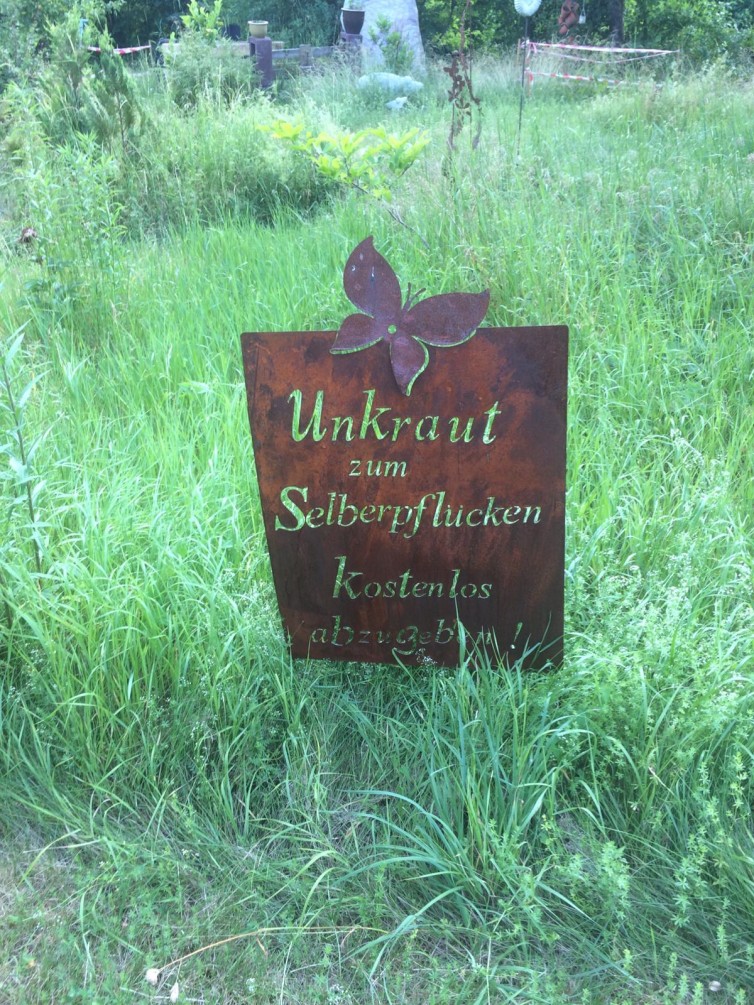 Unkraut
zum
Selberpflücken
Kostenlos
abzugeben!